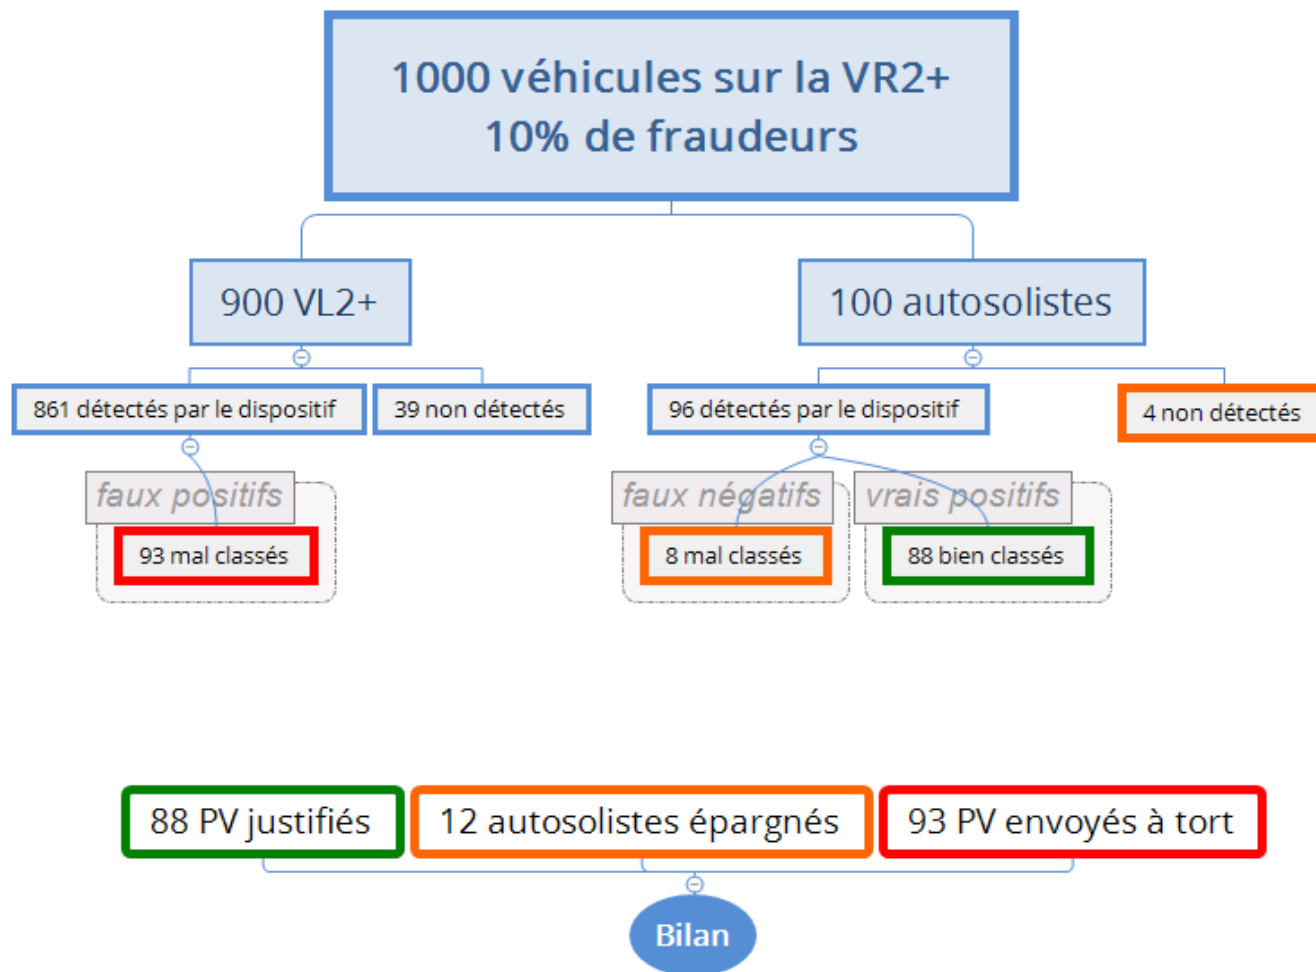 1000 véhicules sur la VR2+
10% de fraudeurs
900 VL2+
100 autosolistes
861 détectés par le dispitif
39 non détectés
96 détectés par le dispositif
4 non détectés
faux positifs
faux négatifs
vrais positifs
93 mal classés
8 mal classés
88 bien classés
88 PV justifiés
12 autosolistes épargnés
93 PV envoyés à tort
Bilan